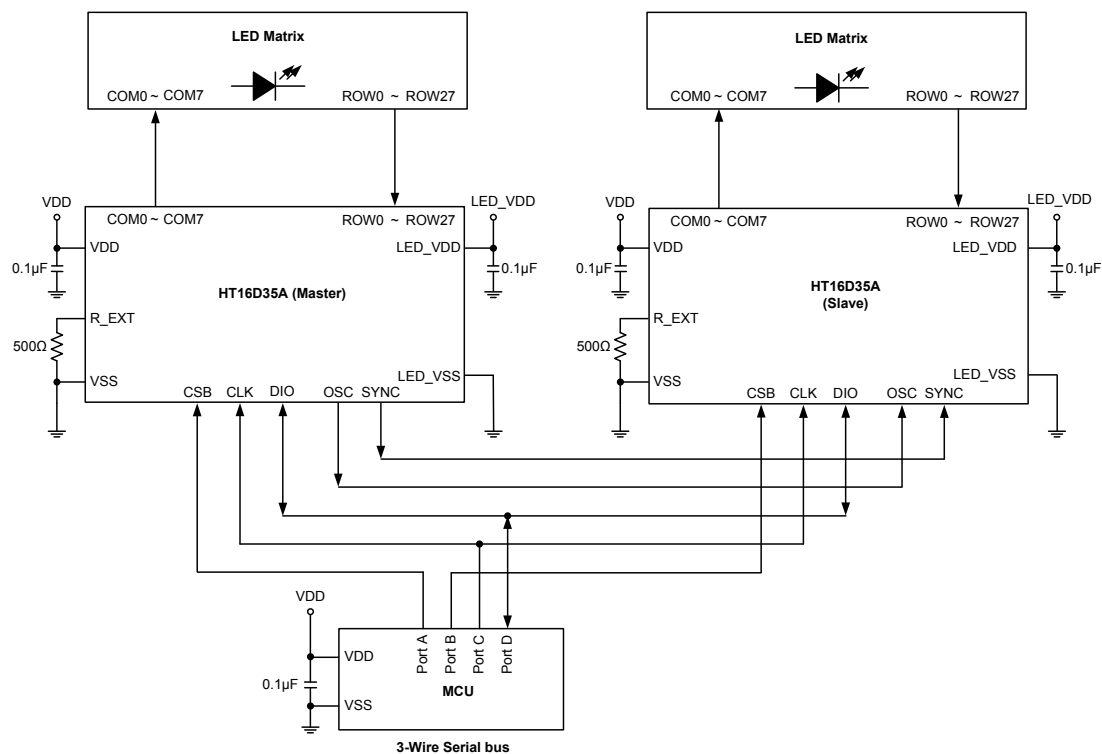 LED Matrix
COM0 ~ COM7
ROW0 ~ ROW27
LED Matrix
COM0 ~ COM7
ROW0 ~ ROW27
VDD
COM0 ~ COM7
ROW0 ~ ROW27
LED_VDD
VDD
LED_VDD
0.1µF
0.1µF
HT16D35A (Master)
R_EXT
500Ω
VSS
LED_VSS
CSB CLK DIO OSC SYNC
VDD
COM0 ~ COM7
ROW0 ~ ROW27
LED_VDD
VDD
LED_VDD
0.1µF
0.1µF
HT16D35A
(Slave)
R_EXT
500Ω
VSS
LED_VSS
CSB CLK DIO OSC SYNC
VDD
VDD
0.1µF
VSS
Port A
Port B
Port C
Port D
MCU
3-Wire Serial bus